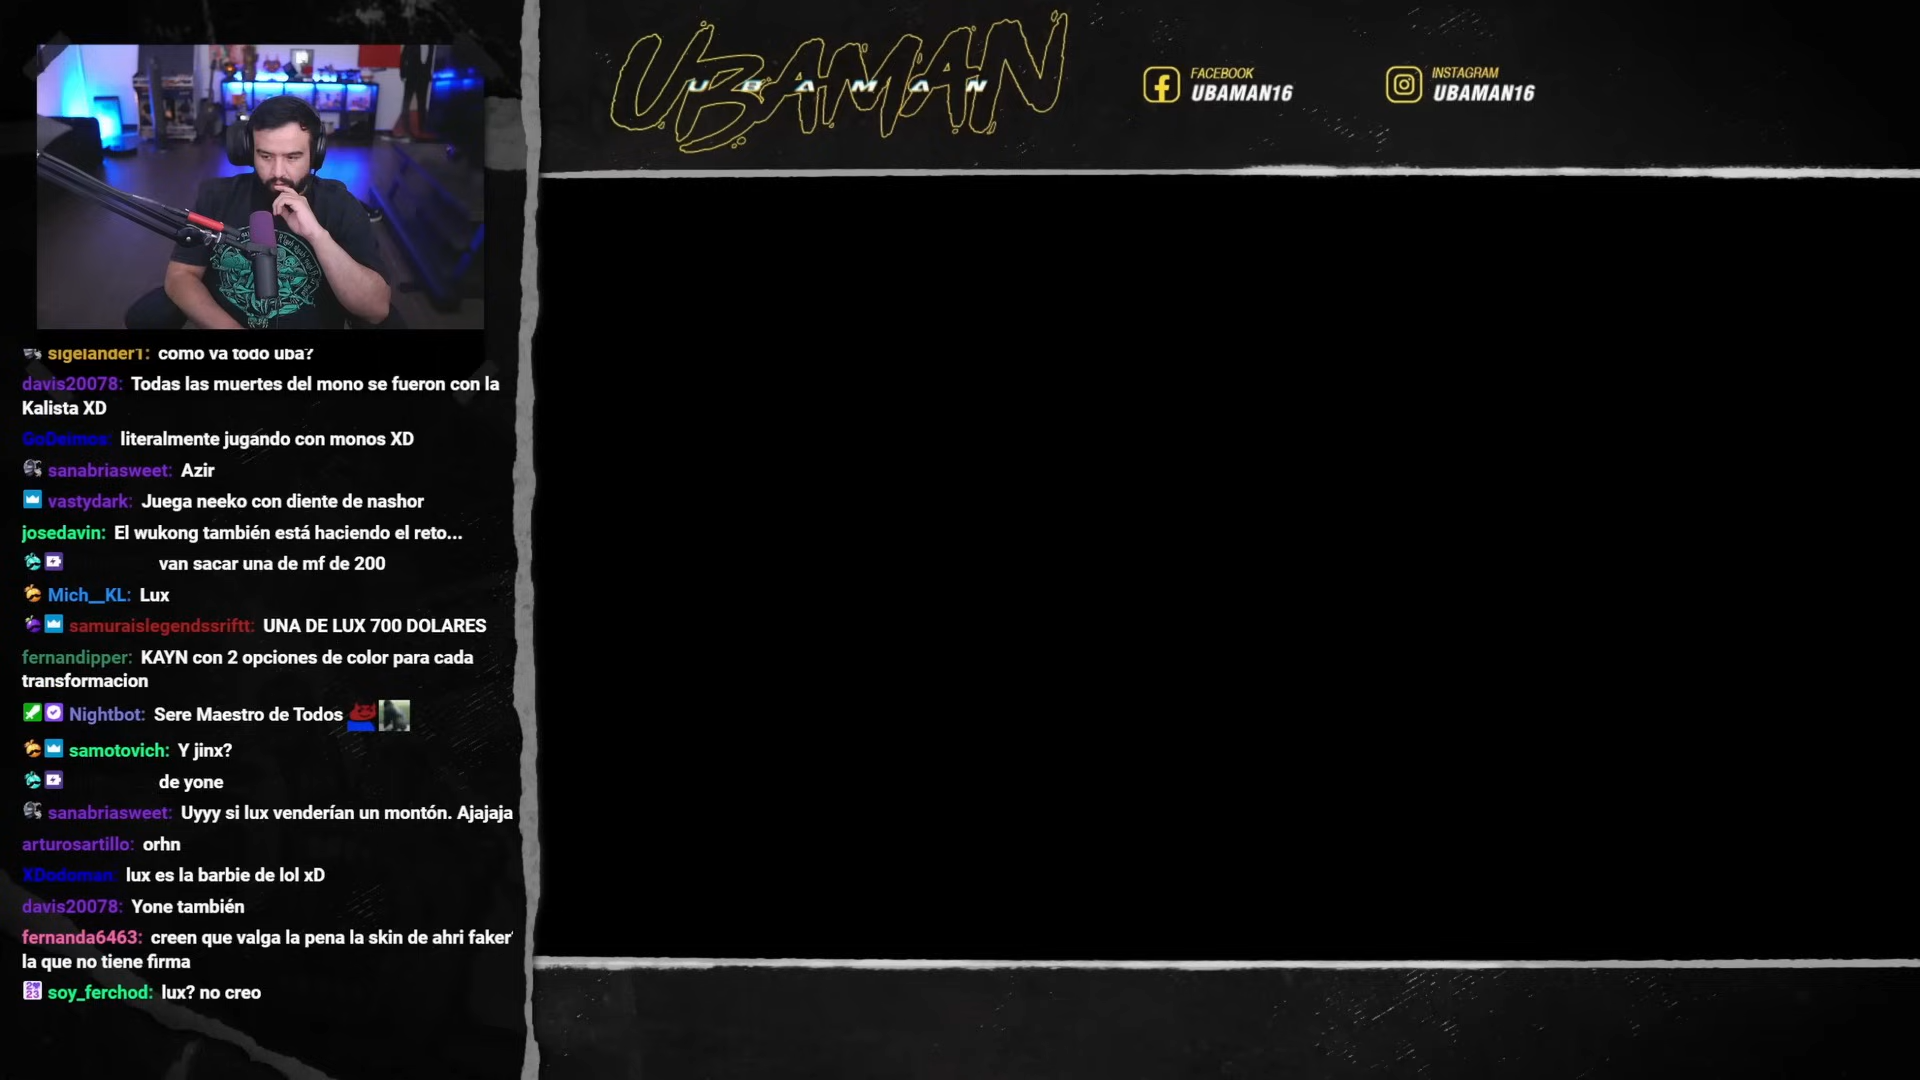 UBAMAN
UBAMAN
FACEBOOK
UBAMAN16
INSTAGRAM
UBAMAN16
sigelander1: como va todo uba?
davis20078: Todas las muertes del mono se fueron con la
Kalista XD
GoDeimos: literalmente jugando con monos XD
sanabriasweet: Azir
vastydark: Juega neeko con diente de nashor
josedavin: El wukong también está haciendo el reto...
van sacar una de mf de 200
Mich__KL: Lux
samuraislegendssriftt: UNA DE LUX 700 DOLARES
fernandipper: KAYN con 2 opciones de color para cada
transformacion
Nightbot: Sere Maestro de Todos
samotovich: Y jinx?
de yone
sanabriasweet: Uyyy si lux venderían un montón. Ajajaja
arturosartillo: orhn
XDodoman: lux es la barbie de lol xD
davis20078: Yone también
fernanda6463: creen que valga la pena la skin de ahri faker
la que no tiene firma
soy_ferchod: lux? no creo